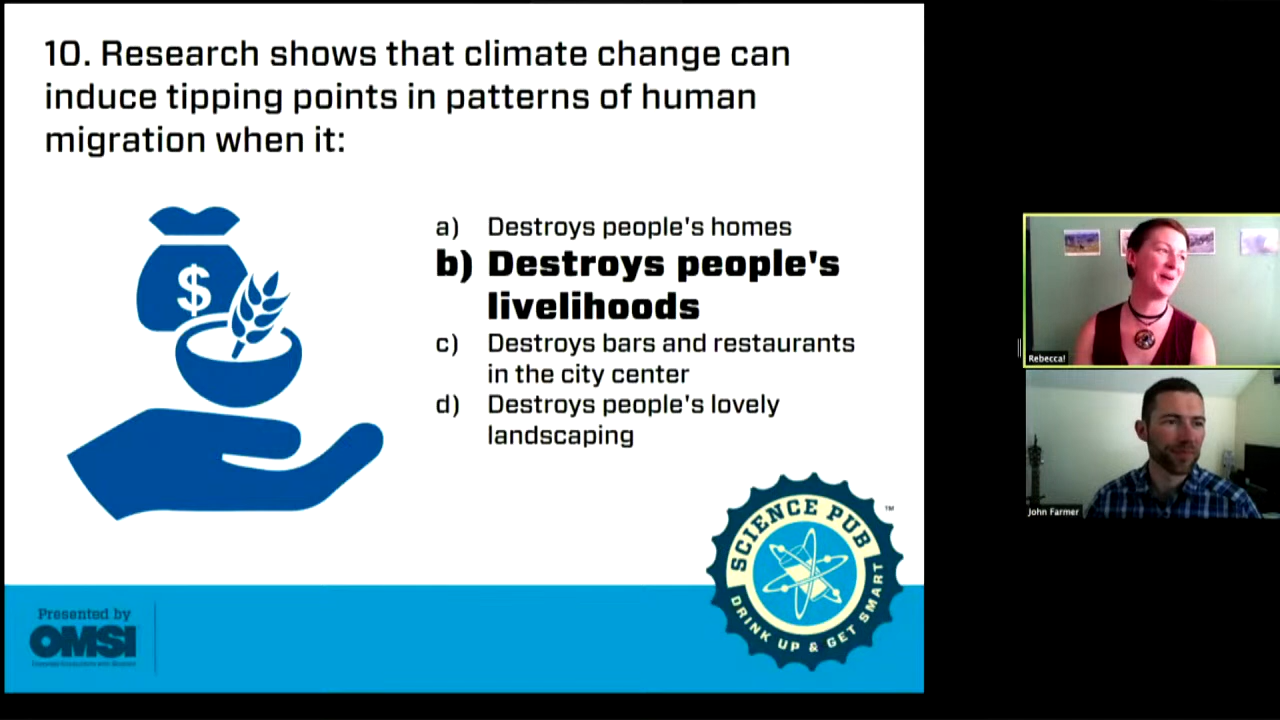 10. Research shows that climate change can
induce tipping points in patterns of human
migration when it:
$
a) Destroys people's homes
b) Destroys people's
livelihoods
c) Destroys bars and restaurants
in the city center
d) Destroys people's lovely
landscaping
SCIENCE PUB
DRINK UP & GET SMART
TM
Presented by
OMSI
Rebecca!
John Farmer